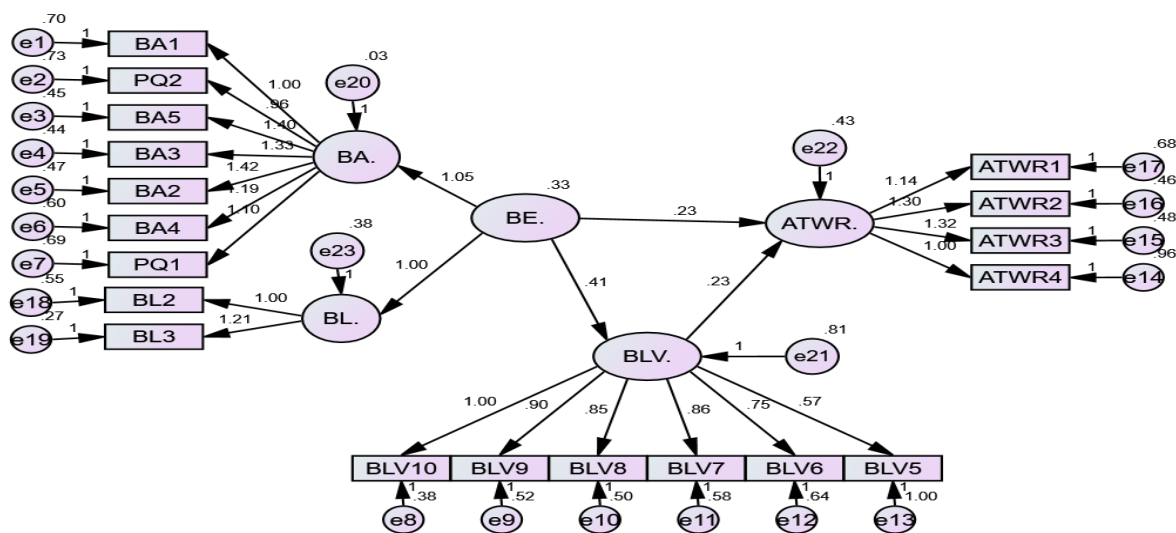 .70
e1 1 BA1
.73
e2 1 PQ2
.45
e3 1 BA5
.44
e4 1 BA3
.47
e5 1 BA2
.60
e6 1 BA4
.69
e7 1 PQ1
.55
e18 1 BL2
.27
e19 1 BL3
1.00
.96
1.40
1.33
1.42
1.19
1.10
.03
e20
1
BA.
1.05
.38
e23
1
BL.
1.00
1.21
1.00
.33
BE.
.23
.41
.43
e22
1
ATWR.
.23
1.14
1.30
1.32
1.00
.68
ATWR1 1 e17
.46
ATWR2 1 e16
.48
ATWR3 1 e15
.96
ATWR4 1 e14
.81
BLV. 1 e21
1.00 .90 .85 .86 .75 .57
BLV10 BLV9 BLV8 BLV7 BLV6 BLV5
1 1 1 1 1 1
.38 .52 .50 .58 .64 1.00
e8 e9 e10 e11 e12 e13